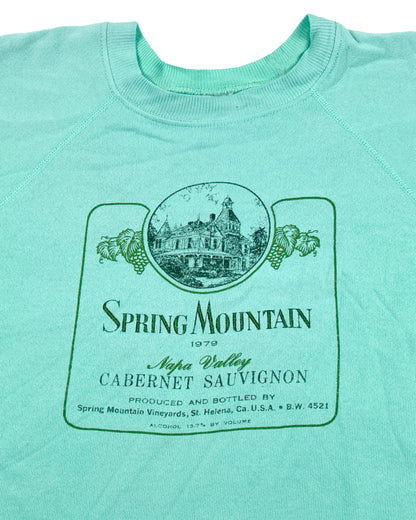 SPRING MOUNTAIN
1979
Napa Valley
CABERNET SAUVIGNON
PRODUCED AND BOTTLED BY
Spring Mountain Vineyards, St. Helena, Ca. U.S.A. • B.W. 4521
ALCOHOL 13.7% BY VOLUME